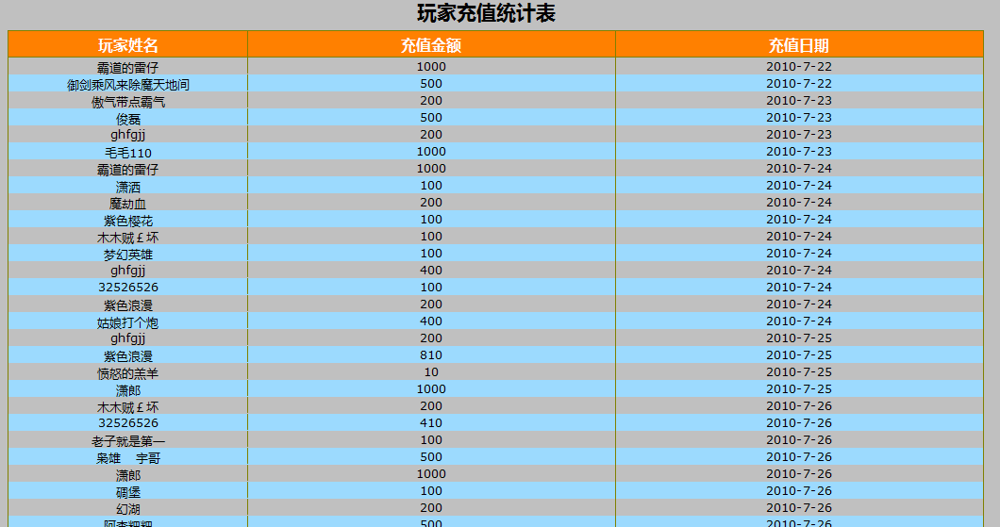 玩家充值统计表
玩家姓名 充值金额 充值日期
霸道的雷仔 1000 2010-7-22
御剑乘风来除魔天地间 500 2010-7-22
傲气带点霸气 200 2010-7-23
俊磊 500 2010-7-23
ghfgjj 200 2010-7-23
毛毛110 1000 2010-7-23
霸道的雷仔 1000 2010-7-24
潇洒 100 2010-7-24
魔劫血 200 2010-7-24
紫色樱花 100 2010-7-24
木木贼￡坏 100 2010-7-24
梦幻英雄 100 2010-7-24
ghfgjj 400 2010-7-24
32526526 100 2010-7-24
紫色浪漫 200 2010-7-24
姑娘打个炮 400 2010-7-24
ghfgjj 200 2010-7-25
紫色浪漫 810 2010-7-25
愤怒的羔羊 10 2010-7-25
潇郎 1000 2010-7-25
木木贼￡坏 200 2010-7-26
32526526 410 2010-7-26
老子就是第一 100 2010-7-26
枭雄 宇哥 500 2010-7-26
潇郎 1000 2010-7-26
碉堡 100 2010-7-26
幻湖 200 2010-7-26
500 2010-7-26